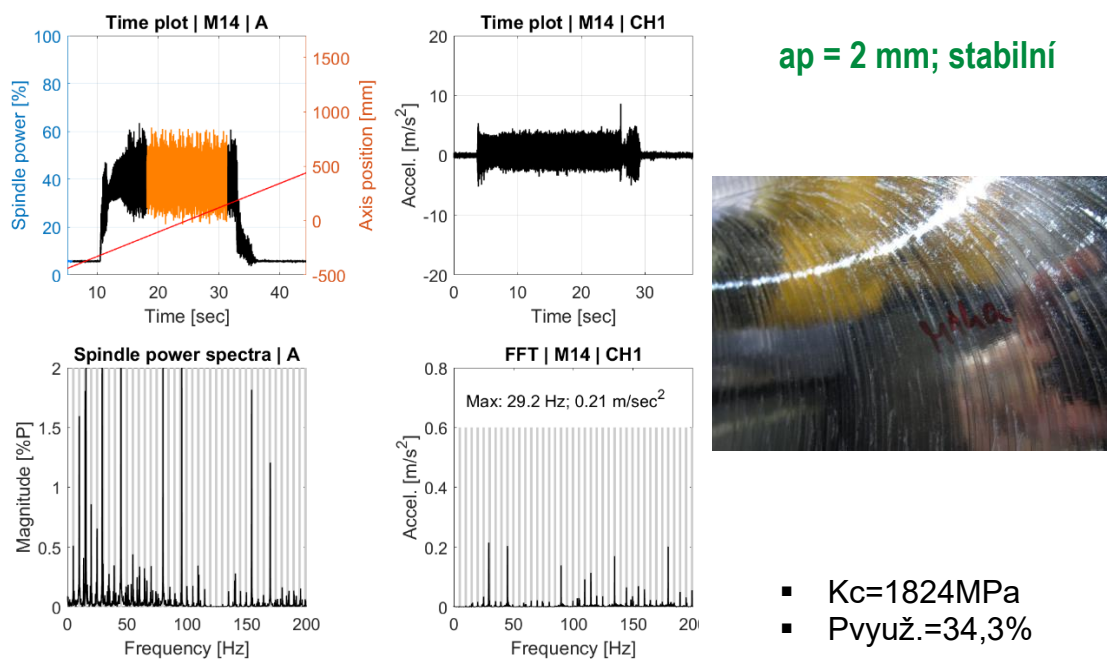 Time plot | M14 | A
100
80
60
40
20
0
Spindle power [%]
1500
1000
500
0
-500
Axis position [mm]
10
20
30
40
Time [sec]
Time plot | M14 | CH1
20
10
0
-10
-20
Accel. [m/s²]
0
10
20
30
Time [sec]
ap = 2 mm; stabilní
Spindle power spectra | A
2
1.5
1
0.5
0
Magnitude [%P]
0
50
100
150
200
Frequency [Hz]
FFT | M14 | CH1
Max: 29.2 Hz; 0.21 m/sec²
0.8
0.6
0.4
0.2
0
Accel. [m/s²]
0
50
100
150
200
Frequency [Hz]
▪ Kc=1824MPa
▪ Pvyuž.=34,3%